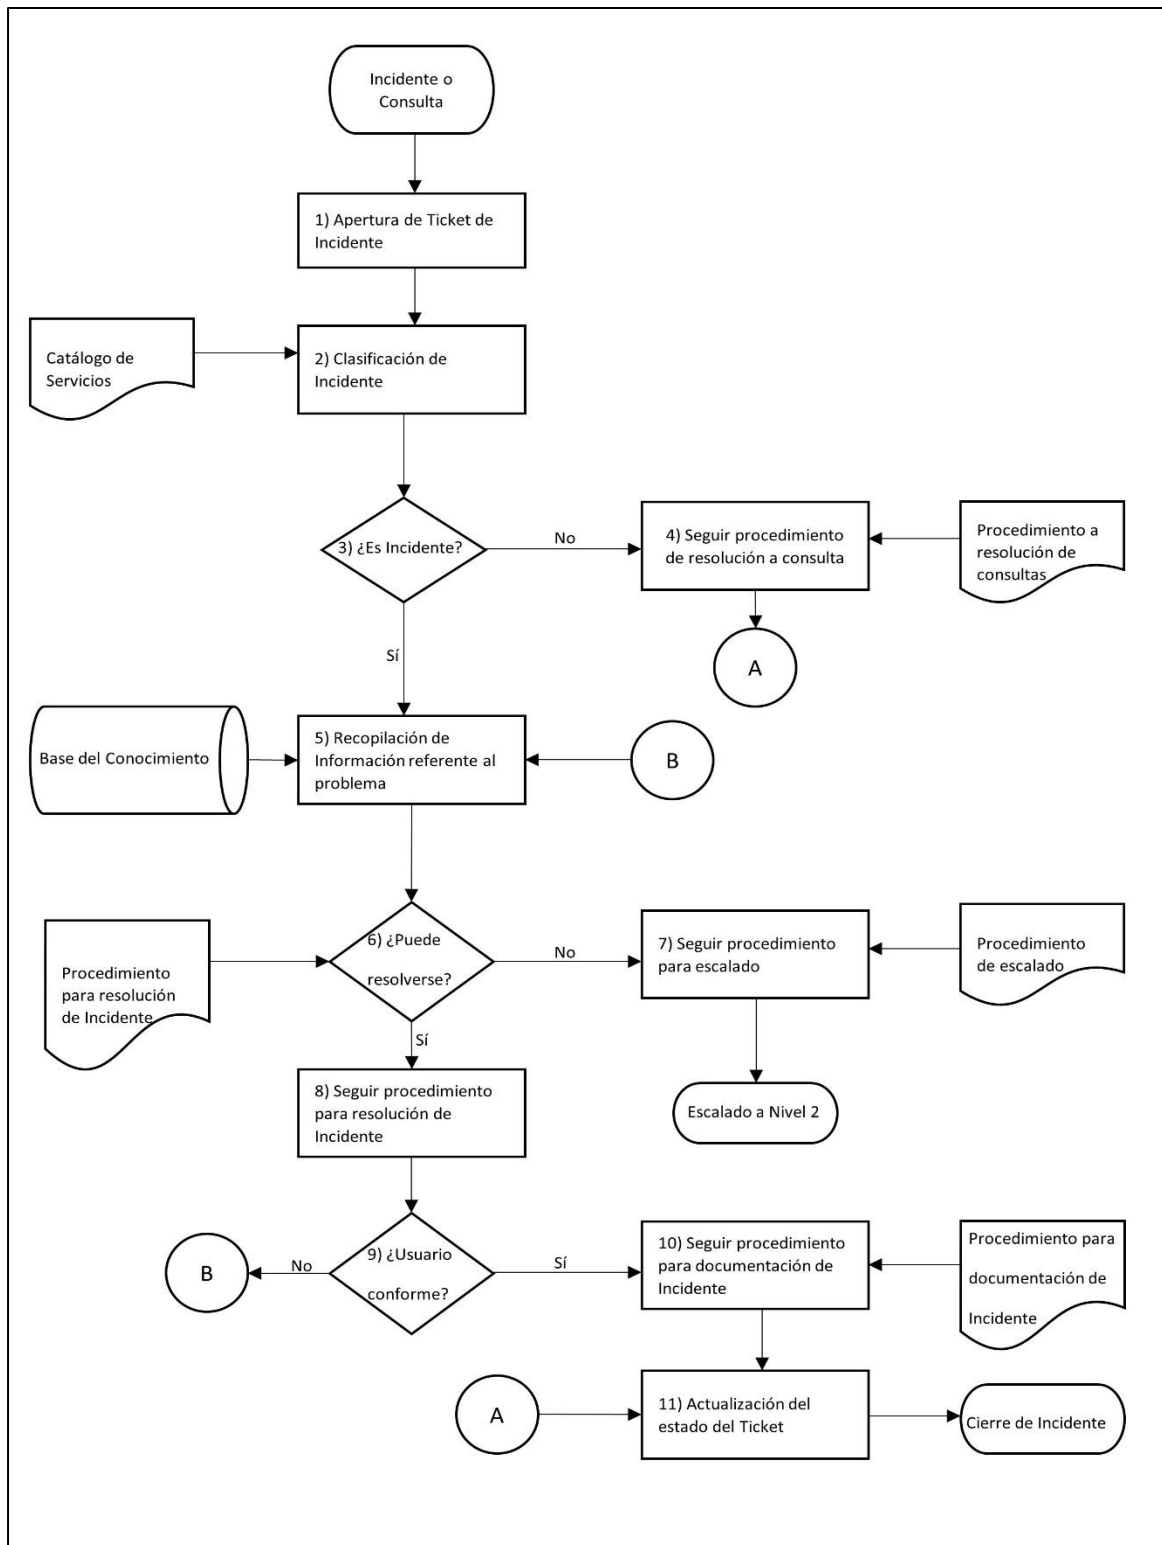 Incidente o
Consulta
1) Apertura de Ticket de
Incidente
Catálogo de
Servicios
2) Clasificación de
Incidente
3) ¿Es Incidente?
No
4) Seguir procedimiento
de resolución a consulta
Procedimiento a
resolución de
consultas
Sí
A
Base del Conocimiento
5) Recopilación de
Información referente al
problema
B
Procedimiento
para resolución
de Incidente
6) ¿Puede
resolverse?
No
7) Seguir procedimiento
para escalado
Procedimiento
de escalado
Sí
8) Seguir procedimiento
para resolución de
Incidente
Escalado a Nivel 2
B
No
9) ¿Usuario
conforme?
Sí
10) Seguir procedimiento
para documentación de
Incidente
Procedimiento para
documentación de
Incidente
A
11) Actualización del
estado del Ticket
Cierre de Incidente